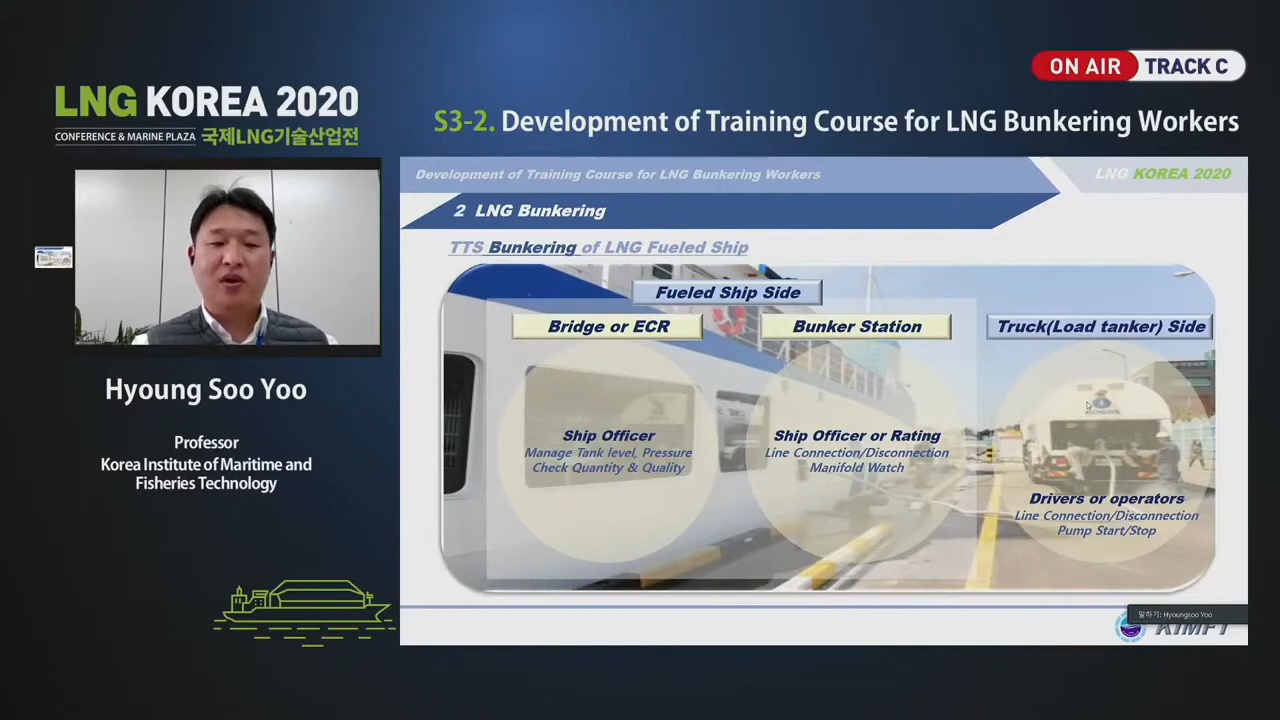 ON AIR TRACK C
LNG KOREA 2020
CONFERENCE & MARINE PLAZA 국제LNG기술산업전
S3-2. Development of Training Course for LNG Bunkering Workers
Development of Training Course for LNG Bunkering Workers
LNG KOREA 2020
2 LNG Bunkering
TTS Bunkering of LNG Fueled Ship
Fueled Ship Side
Bridge or ECR
Bunker Station
Truck(Load tanker) Side
Ship Officer
Manage Tank level, Pressure
Check Quantity & Quality
Ship Officer or Rating
Line Connection/Disconnection
Manifold Watch
Drivers or operators
Line Connection/Disconnection
Pump Start/Stop
Hyoung Soo Yoo
Professor
Korea Institute of Maritime and
Fisheries Technology
말하기: Hyoungsoo Yoo
KIMFT